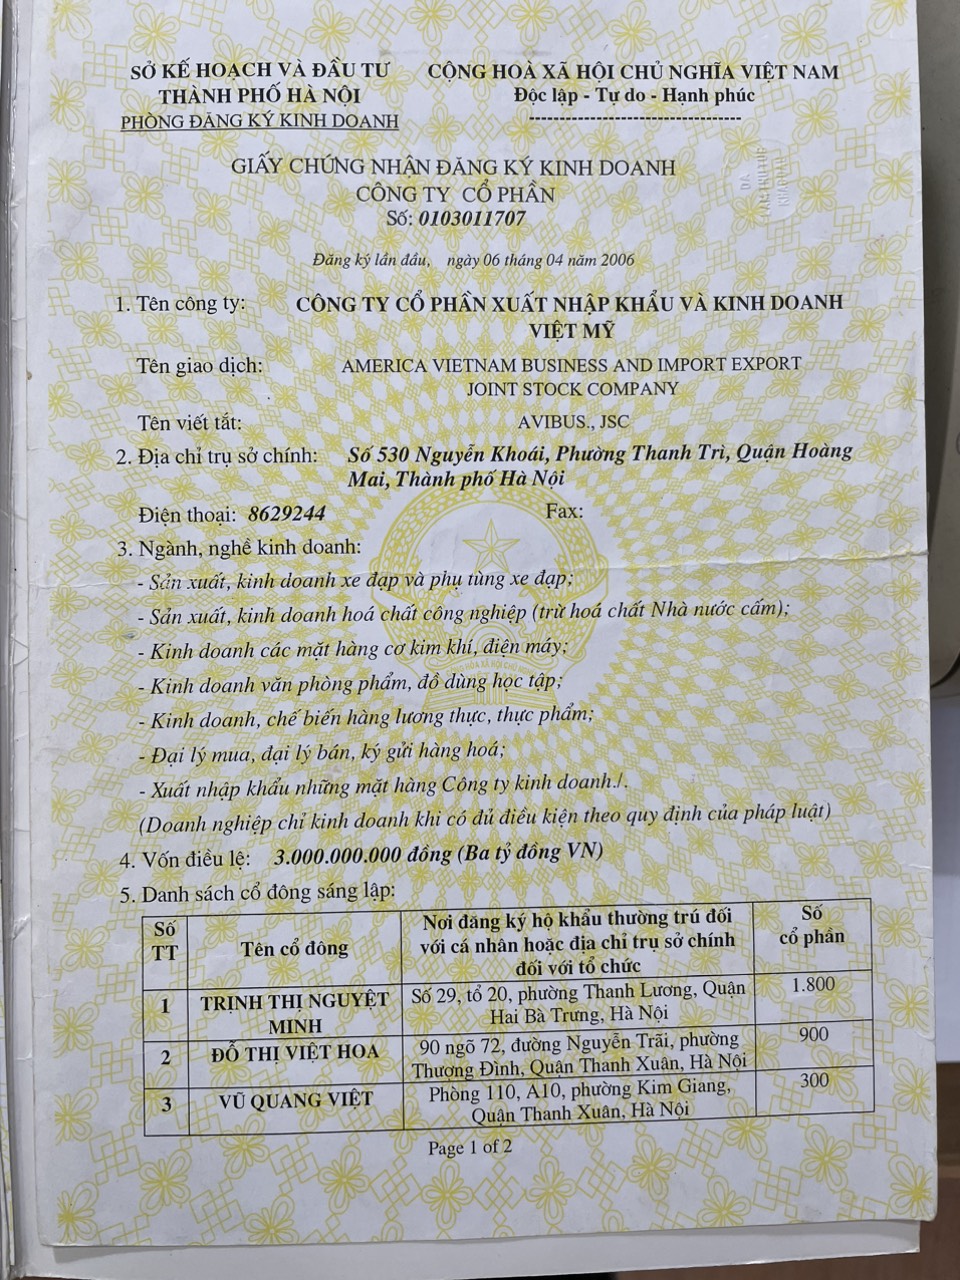 SỞ KẾ HOẠCH VÀ ĐẦU TƯ
THÀNH PHỐ HÀ NỘI
PHÒNG ĐĂNG KÝ KINH DOANH
CỘNG HOÀ XÃ HỘI CHỦ NGHĨA VIỆT NAM
Độc lập - Tự do - Hạnh phúc
GIẤY CHỨNG NHẬN ĐĂNG KÝ KINH DOANH
CÔNG TY CỔ PHẦN
Số: 0103011707
Đăng ký lần đầu, ngày 06 tháng 04 năm 2006
1. Tên công ty: CÔNG TY CỔ PHẦN XUẤT NHẬP KHẨU VÀ KINH DOANH
VIỆT MỸ
Tên giao dịch: AMERICA VIETNAM BUSINESS AND IMPORT EXPORT
JOINT STOCK COMPANY
Tên viết tắt: AVIBUS., JSC
2. Địa chỉ trụ sở chính: Số 530 Nguyễn Khoái, Phường Thanh Trì, Quận Hoàng
Mai, Thành phố Hà Nội
Điện thoại: 8629244 Fax:
3. Ngành, nghề kinh doanh:
- Sản xuất, kinh doanh xe đạp và phụ tùng xe đạp;
- Sản xuất, kinh doanh hoá chất công nghiệp (trừ hoá chất Nhà nước cấm);
- Kinh doanh các mặt hàng cơ kim khí, điện máy;
- Kinh doanh văn phòng phẩm, đồ dùng học tập;
- Kinh doanh, chế biến hàng lương thực, thực phẩm;
- Đại lý mua, đại lý bán, ký gửi hàng hoá;
- Xuất nhập khẩu những mặt hàng Công ty kinh doanh./.
(Doanh nghiệp chỉ kinh doanh khi có đủ điều kiện theo quy định của pháp luật)
4. Vốn điều lệ: 3.000.000.000 đồng (Ba tỷ đồng VN)
5. Danh sách cổ đông sáng lập:
Số
TT
Tên cổ đông
Nơi đăng ký hộ khẩu thường trú đối
với cá nhân hoặc địa chỉ trụ sở chính
đối với tổ chức
Số
cổ phần
1
TRỊNH THỊ NGUYỆT
MINH
Số 29, tổ 20, phường Thanh Lương, Quận
Hai Bà Trưng, Hà Nội
1.800
2
ĐỖ THỊ VIỆT HOA
90 ngõ 72, đường Nguyễn Trãi, phường
Thượng Đình, Quận Thanh Xuân, Hà Nội
900
3
VŨ QUANG VIỆT
Phòng 110, A10, phường Kim Giang,
Quận Thanh Xuân, Hà Nội
300
Page 1 of 2